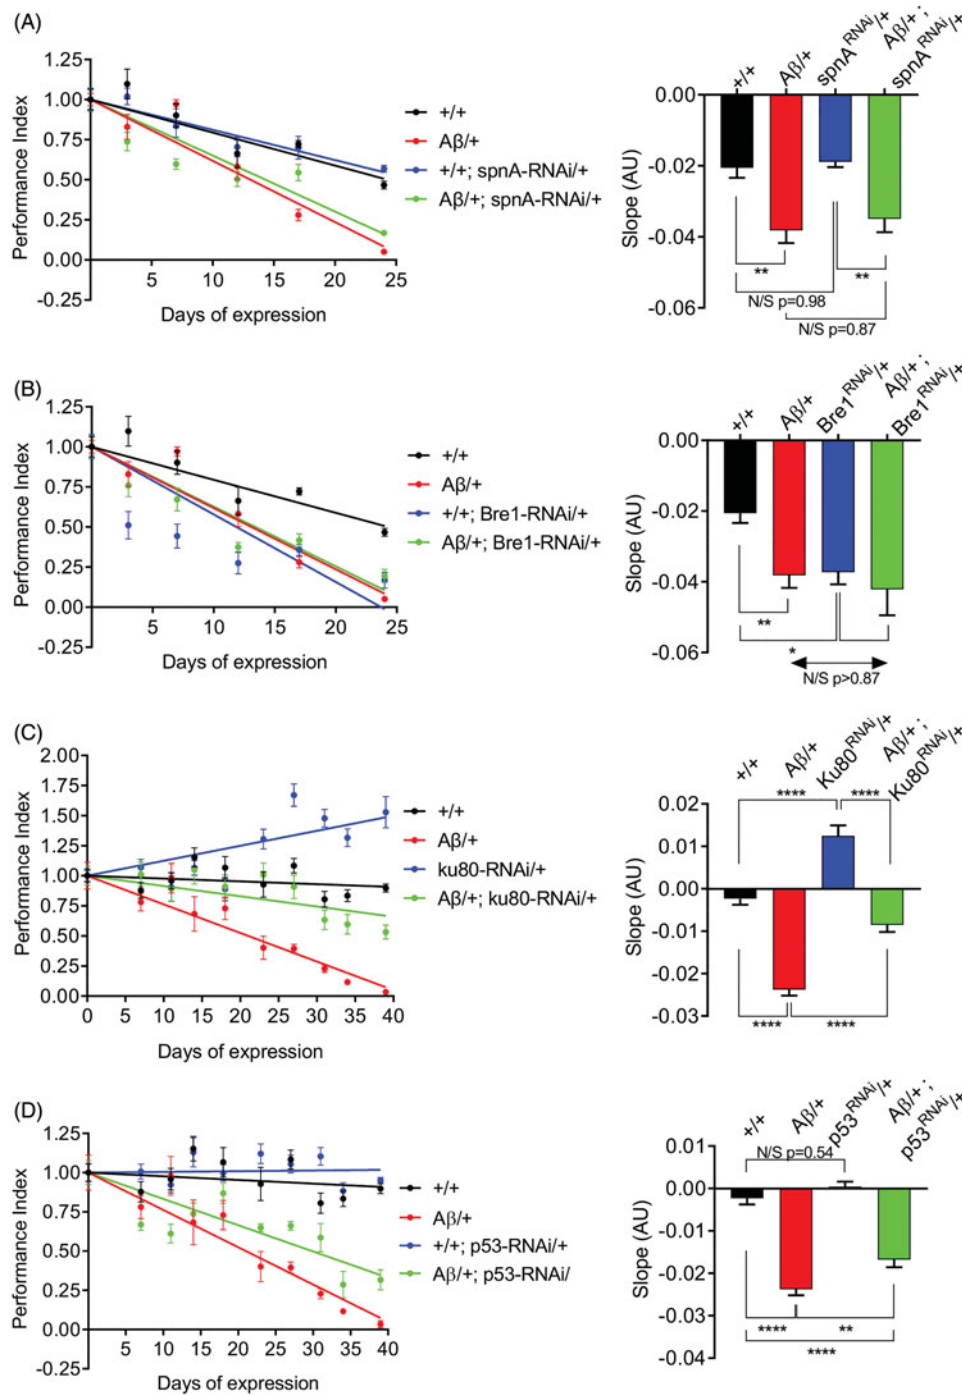 (A)
1.25
1.00
0.75
0.50
0.25
0.00
-0.25
5
10
15
20
25
Performance Index
Days of expression
+/+
Aβ/+
+/+; spnA-RNAi/+
Aβ/+; spnA-RNAi/+
+/+
Aβ/+
spnA^RNAi/+
Aβ/+;
spnA^RNAi/+
0.00
-0.02
-0.04
-0.06
Slope (AU)
**
**
N/S p=0.98
N/S p=0.87
(B)
1.25
1.00
0.75
0.50
0.25
0.00
-0.25
5
10
15
20
25
Performance Index
Days of expression
+/+
Aβ/+
+/+; Bre1-RNAi/+
Aβ/+; Bre1-RNAi/+
+/+
Aβ/+
Bre1^RNAi/+
Aβ/+;
Bre1^RNAi/+
0.00
-0.02
-0.04
-0.06
Slope (AU)
**
*
N/S p>0.87
(C)
2.00
1.75
1.50
1.25
1.00
0.75
0.50
0.25
0.00
0
5
10
15
20
25
30
35
40
Performance Index
Days of expression
+/+
Aβ/+
ku80-RNAi/+
Aβ/+; ku80-RNAi/+
+/+
Aβ/+
Ku80^RNAi/+
Aβ/+;
Ku80^RNAi/+
0.02
0.01
-0.00
-0.01
-0.02
-0.03
Slope (AU)
****
****
****
****
(D)
1.25
1.00
0.75
0.50
0.25
0.00
-0.25
5
10
15
20
25
30
35
40
Performance Index
Days of expression
+/+
Aβ/+
+/+; p53-RNAi/+
Aβ/+; p53-RNAi/
+/+
Aβ/+
p53^RNAi/+
Aβ/+;
p53^RNAi/+
0.01
0.00
-0.01
-0.02
-0.03
-0.04
Slope (AU)
N/S p=0.54
****
**
****